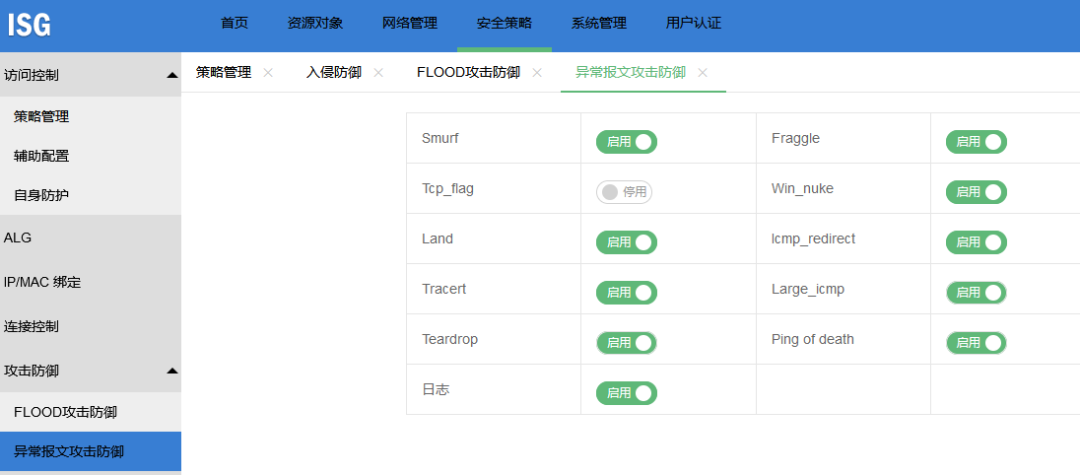 ISG
首页 资源对象 网络管理 安全策略 系统管理 用户认证
访问控制
策略管理
辅助配置
自身防护
ALG
IP/MAC 绑定
连接控制
攻击防御
FLOOD攻击防御
异常报文攻击防御
策略管理 × 入侵防御 × FLOOD攻击防御 × 异常报文攻击防御 ×
Smurf 启用 Fraggle 启用
Tcp_flag 停用 Win_nuke 启用
Land 启用 Icmp_redirect 启用
Tracert 启用 Large_icmp 启用
Teardrop 启用 Ping of death 启用
日志 启用